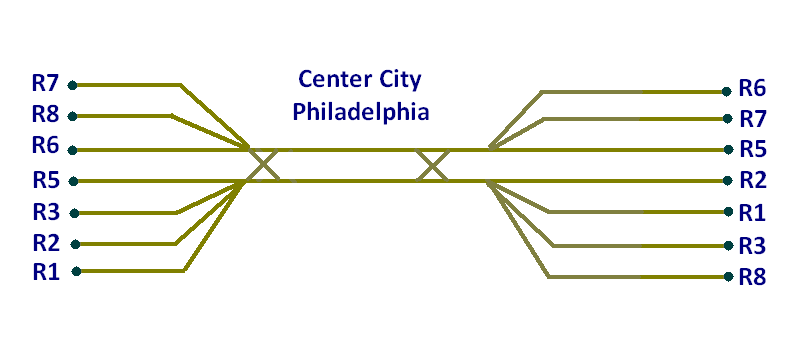 Center City
Philadelphia
R7
R8
R6
R5
R3
R2
R1
R6
R7
R5
R2
R1
R3
R8